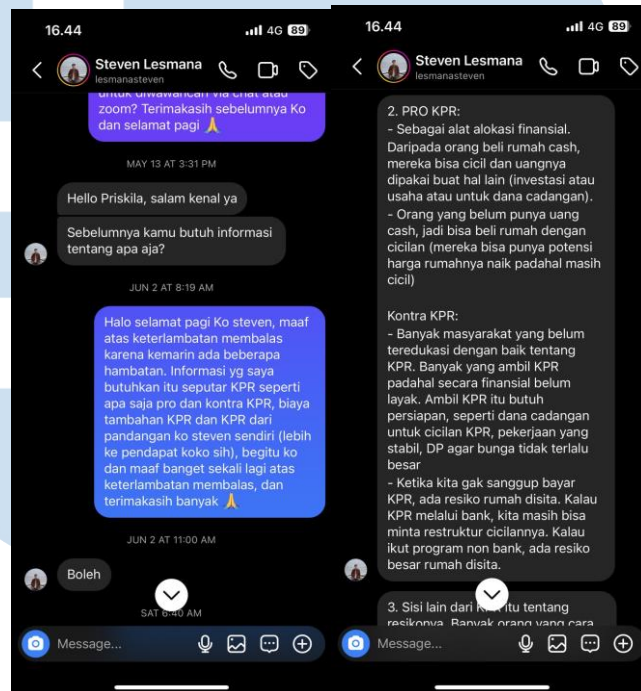 16.44
4G 89
Steven Lesmana
lesmanasteven
untuk diwawancari via chat atau
zoom? Terimakasih sebelumnya Ko
dan selamat pagi 🙏
MAY 13 AT 3:31 PM
Hello Priskila, salam kenal ya
Sebelumnya kamu butuh informasi
tentang apa aja?
JUN 2 AT 8:19 AM
Halo selamat pagi Ko steven, maaf
atas keterlambatan membalas
karena kemarin ada beberapa
hambatan. Informasi yg saya
butuhkan itu seputar KPR seperti
apa saja pro dan kontra KPR, biaya
tambahan KPR dan KPR dari
pandangan ko steven sendiri (lebih
ke pendapat koko sih), begitu ko
dan maaf banget sekali lagi atas
keterlambatan membalas, dan
terimakasih banyak 🙏
JUN 2 AT 11:00 AM
Boleh
SAT 6:40 AM
Message...
16.44
4G 89
Steven Lesmana
lesmanasteven
2. PRO KPR:
- Sebagai alat alokasi finansial.
Daripada orang beli rumah cash,
mereka bisa cicil dan uangnya
dipakai buat hal lain (investasi atau
usaha atau untuk dana cadangan).
- Orang yang belum punya uang
cash, jadi bisa beli rumah dengan
cicilan (mereka bisa punya potensi
harga rumahnya naik padahal masih
cicil)
Kontra KPR:
- Banyak masyarakat yang belum
teredukasi dengan baik tentang
KPR. Banyak yang ambil KPR
padahal secara finansial belum
layak. Ambil KPR itu butuh
persiapan, seperti dana cadangan
untuk cicilan KPR, pekerjaan yang
stabil, DP agar bunga tidak terlalu
besar
- Ketika kita gak sanggup bayar
KPR, ada resiko rumah disita. Kalau
KPR melalui bank, kita masih bisa
minta restruktur cicilannya. Kalau
ikut program non bank, ada resiko
besar rumah disita.
3. Sisi lain dari itu tentang
resikonya. Banyak orang yang cara
Message...